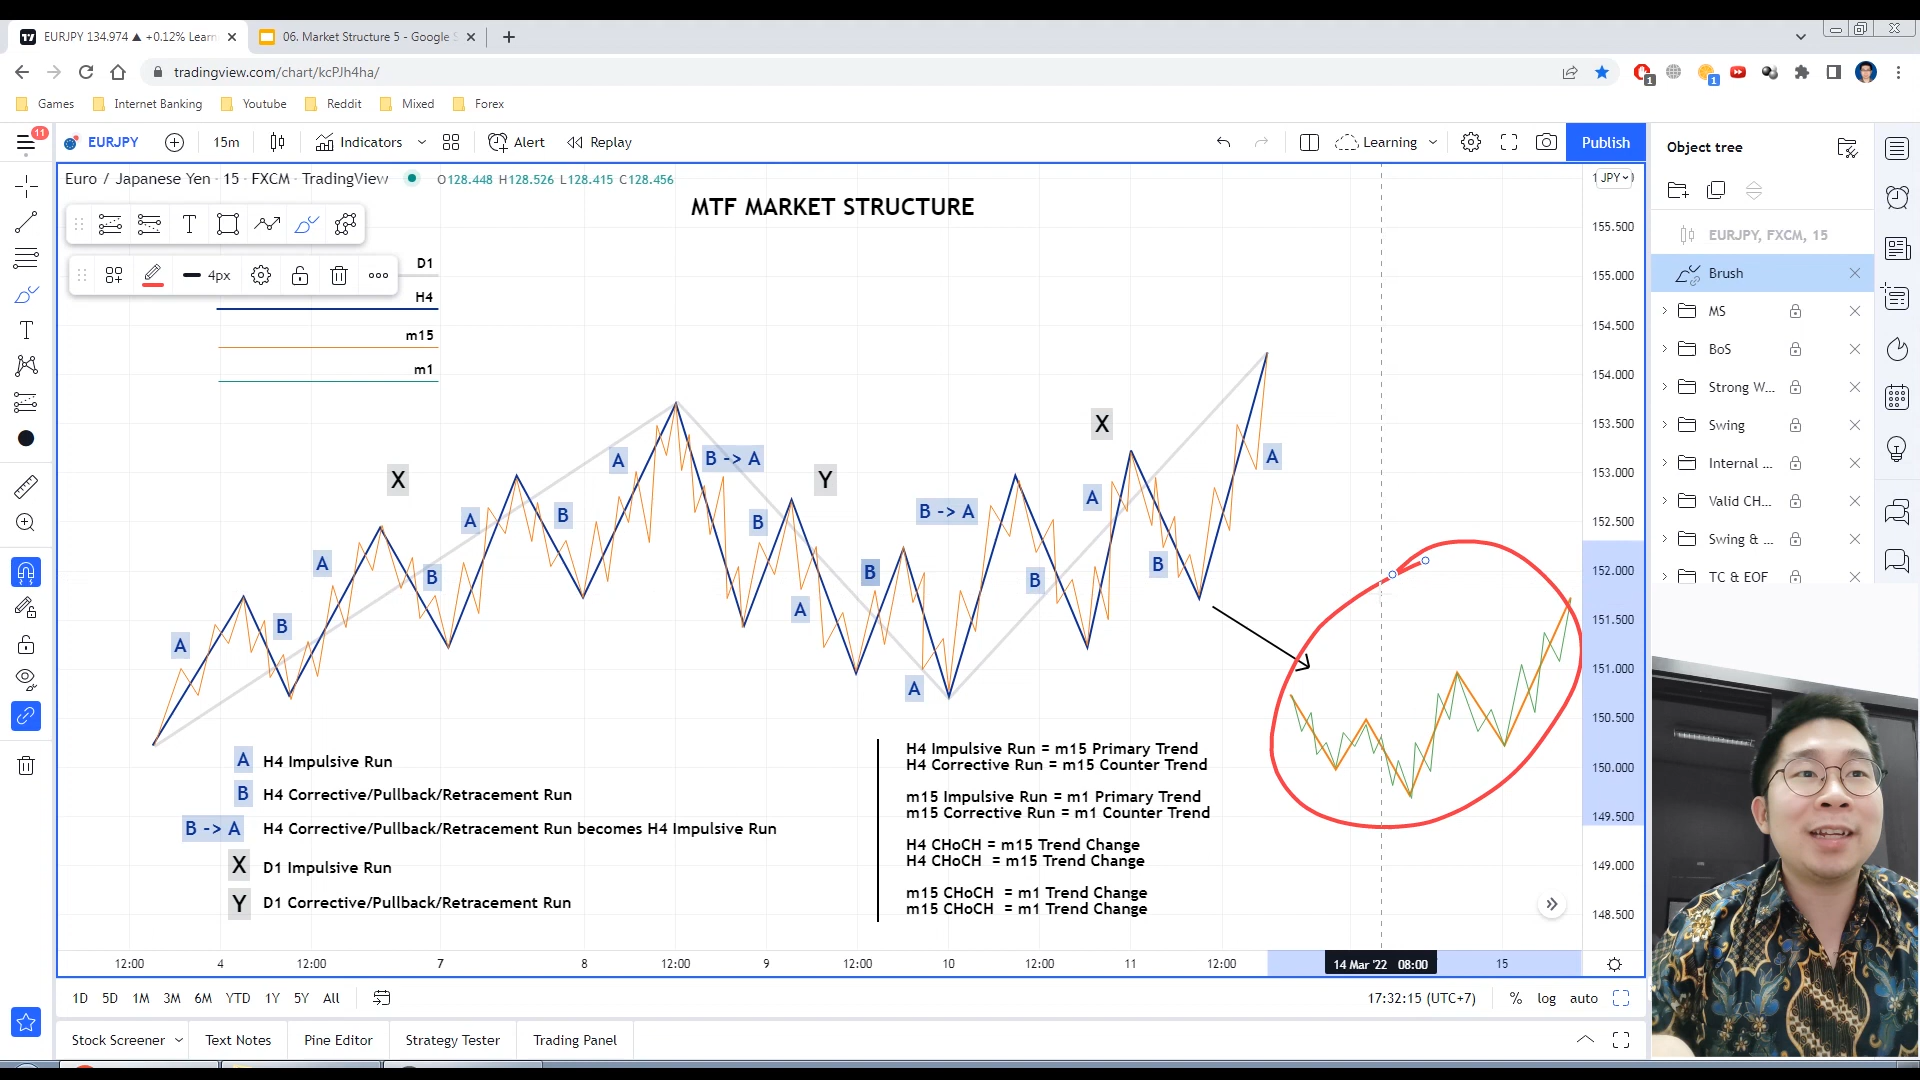 EURJPY 134.974 ▲ +0.12% Learn
06. Market Structure 5 - Google S
tradingview.com/chart/kcPJh4ha/
1
1
Games
Internet Banking
Youtube
Reddit
Mixed
Forex
11
EURJPY
15m
Indicators
Alert
Replay
Learning
Publish
Object tree
Euro / Japanese Yen · 15 · FXCM · TradingView
O128.448 H128.526 L128.415 C128.456
JPY
MTF MARKET STRUCTURE
4px
D1
H4
m15
m1
EURJPY, FXCM, 15
Brush
MS
BoS
Strong W...
Swing
Internal ...
Valid CH...
Swing & ...
TC & EOF
155.500
155.000
154.500
154.000
153.500
153.000
152.500
152.000
151.500
151.000
150.500
150.000
149.500
149.000
148.500
A
B
A
B
X
A
B
A
B -> A
B
Y
A
B
A
B -> A
B
A
X
B
A
A H4 Impulsive Run
B H4 Corrective/Pullback/Retracement Run
B -> A H4 Corrective/Pullback/Retracement Run becomes H4 Impulsive Run
X D1 Impulsive Run
Y D1 Corrective/Pullback/Retracement Run
H4 Impulsive Run = m15 Primary Trend
H4 Corrective Run = m15 Counter Trend
m15 Impulsive Run = m1 Primary Trend
m15 Corrective Run = m1 Counter Trend
H4 CHoCH = m15 Trend Change
H4 CHoCH = m15 Trend Change
m15 CHoCH = m1 Trend Change
m15 CHoCH = m1 Trend Change
12:00 4 12:00 7 8 12:00 9 12:00 10 12:00 11 12:00 14 Mar '22 08:00 15
1D 5D 1M 3M 6M YTD 1Y 5Y All
17:32:15 (UTC+7) % log auto
Stock Screener
Text Notes
Pine Editor
Strategy Tester
Trading Panel